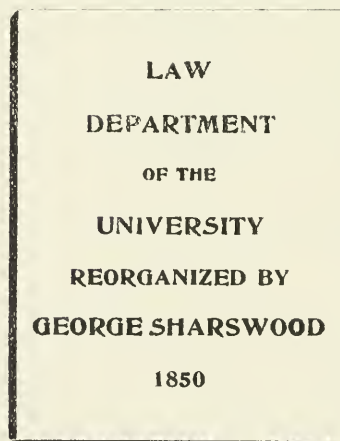 LAW
DEPARTMENT
OF THE
UNIVERSITY
REORGANIZED BY
GEORGE SHARSWOOD
1850